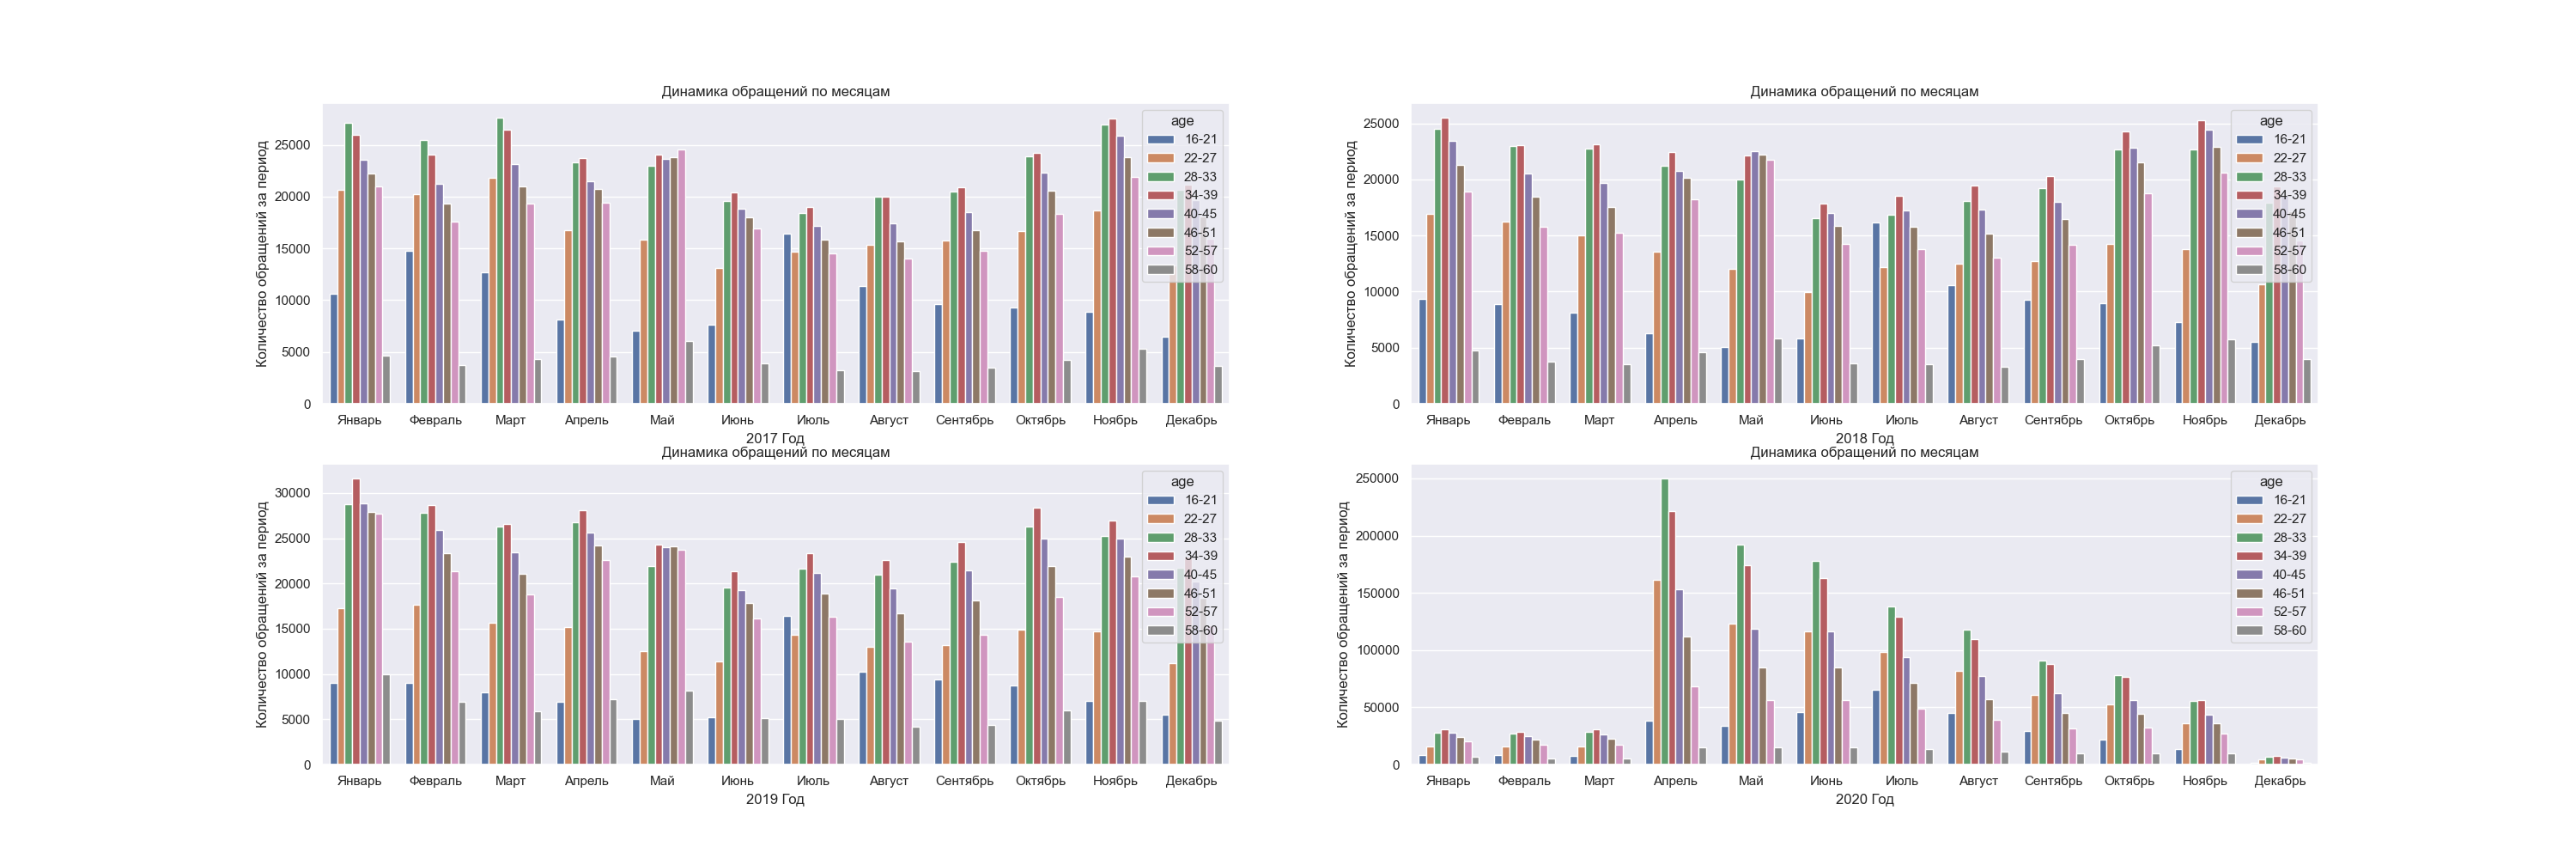 Динамика обращений по месяцам
Количество обращений за период
25000
20000
15000
10000
5000
0
age
16-21
22-27
28-33
34-39
40-45
46-51
52-57
58-60
Январь Февраль Март Апрель Май Июнь Июль Август Сентябрь Октябрь Ноябрь Декабрь
2017 Год
Динамика обращений по месяцам
Количество обращений за период
25000
20000
15000
10000
5000
0
age
16-21
22-27
28-33
34-39
40-45
46-51
52-57
58-60
Январь Февраль Март Апрель Май Июнь Июль Август Сентябрь Октябрь Ноябрь Декабрь
2018 Год
Динамика обращений по месяцам
Количество обращений за период
30000
25000
20000
15000
10000
5000
0
age
16-21
22-27
28-33
34-39
40-45
46-51
52-57
58-60
Январь Февраль Март Апрель Май Июнь Июль Август Сентябрь Октябрь Ноябрь Декабрь
2019 Год
Динамика обращений по месяцам
Количество обращений за период
250000
200000
150000
100000
50000
0
age
16-21
22-27
28-33
34-39
40-45
46-51
52-57
58-60
Январь Февраль Март Апрель Май Июнь Июль Август Сентябрь Октябрь Ноябрь Декабрь
2020 Год